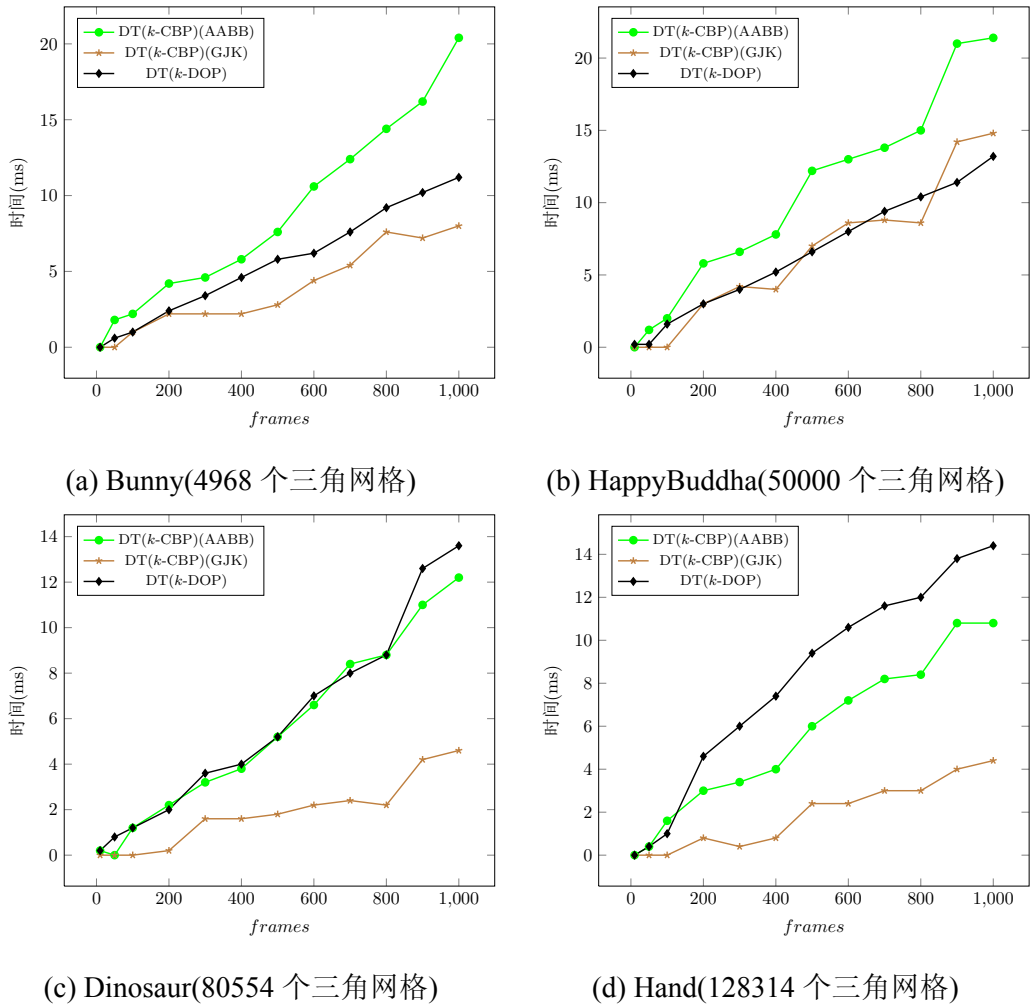 DT(k-CBP)(AABB)
DT(k-CBP)(GJK)
DT(k-DOP)
20
15
10
5
0
时间(ms)
0 200 400 600 800 1,000
frames
(a) Bunny(4968 个三角网格)
DT(k-CBP)(AABB)
DT(k-CBP)(GJK)
DT(k-DOP)
20
15
10
5
0
时间(ms)
0 200 400 600 800 1,000
frames
(b) HappyBuddha(50000 个三角网格)
DT(k-CBP)(AABB)
DT(k-CBP)(GJK)
DT(k-DOP)
14
12
10
8
6
4
2
0
时间(ms)
0 200 400 600 800 1,000
frames
(c) Dinosaur(80554 个三角网格)
DT(k-CBP)(AABB)
DT(k-CBP)(GJK)
DT(k-DOP)
14
12
10
8
6
4
2
0
时间(ms)
0 200 400 600 800 1,000
frames
(d) Hand(128314 个三角网格)